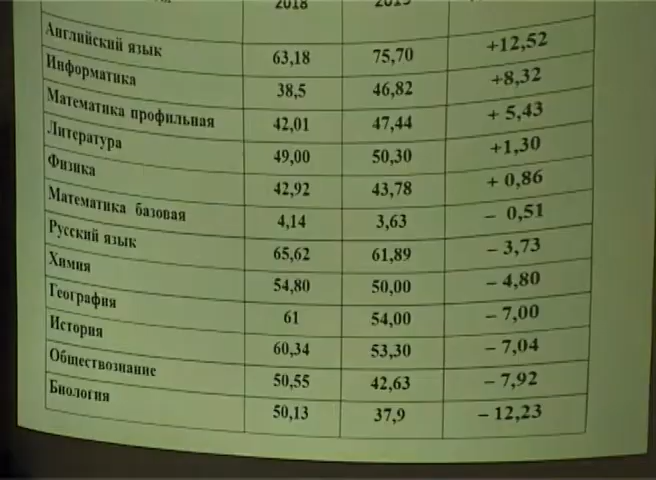 2018 2019
Английский язык 63,18 75,70 +12,52
Информатика 38,5 46,82 +8,32
Математика профильная 42,01 47,44 + 5,43
Литература 49,00 50,30 +1,30
Физика 42,92 43,78 + 0,86
Математика базовая 4,14 3,63 – 0,51
Русский язык 65,62 61,89 – 3,73
Химия 54,80 50,00 – 4,80
География 61 54,00 – 7,00
История 60,34 53,30 – 7,04
Обществознание 50,55 42,63 – 7,92
Биология 50,13 37,9 – 12,23